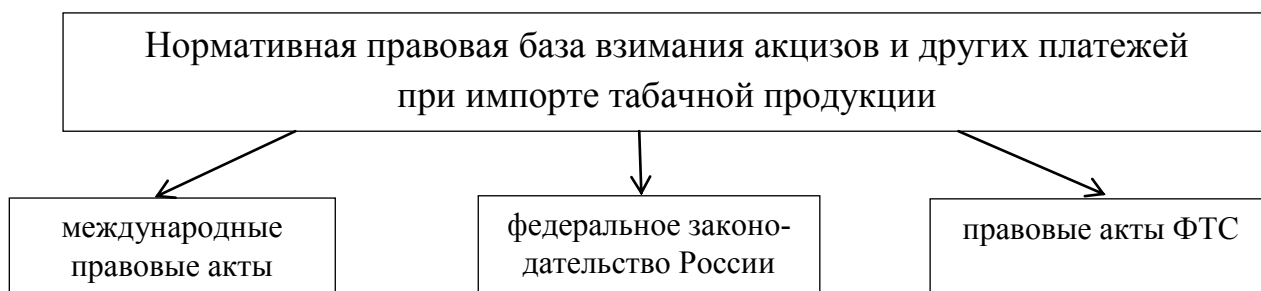 Нормативная правовая база взимания акцизов и других платежей
при импорте табачной продукции
международные
правовые акты
федеральное законо-
дательство России
правовые акты ФТС